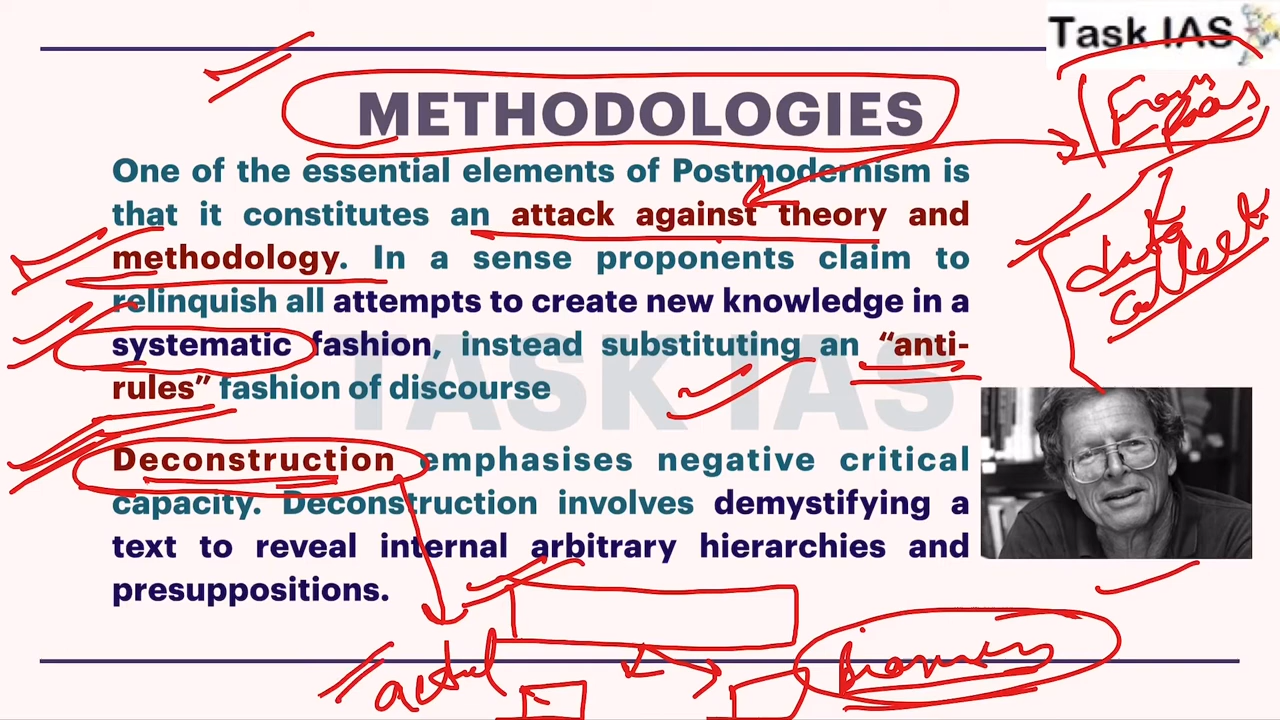 Task IAS
METHODOLOGIES
One of the essential elements of Postmodernism is
that it constitutes an attack against theory and
methodology. In a sense proponents claim to
relinquish all attempts to create new knowledge in a
systematic fashion, instead substituting an “anti-
rules” fashion of discourse
TASK IAS
Deconstruction emphasises negative critical
capacity. Deconstruction involves demystifying a
text to reveal internal arbitrary hierarchies and
presuppositions.
data
collect